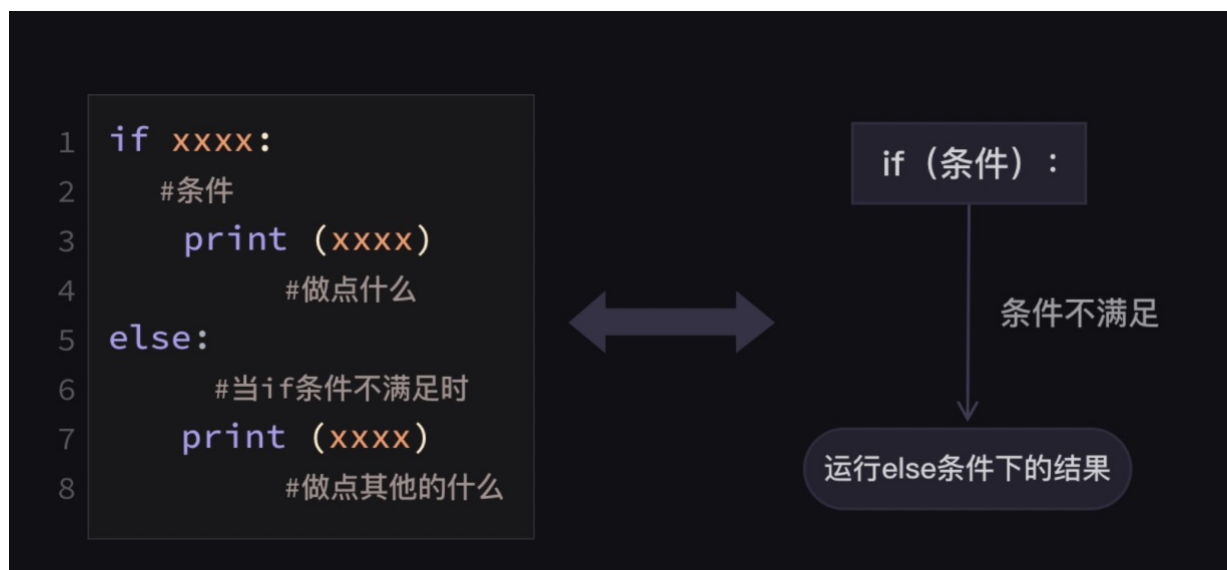 1 if xxxx:
2 #条件
3 print (xxxx)
4 #做点什么
5 else:
6 #当if条件不满足时
7 print (xxxx)
8 #做点其他的什么
if（条件）：
条件不满足
运行else条件下的结果